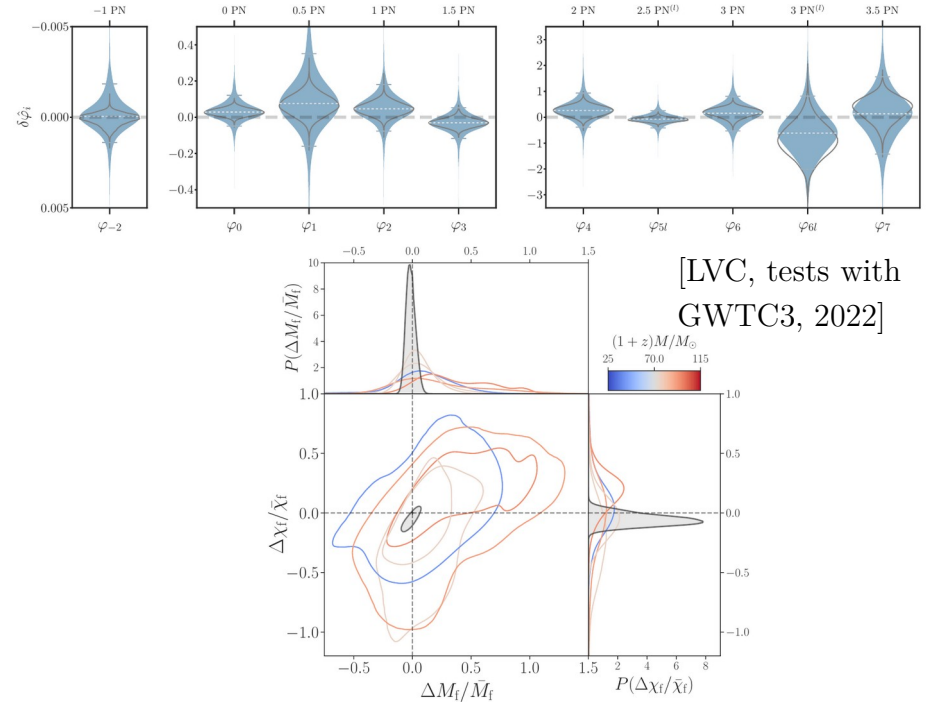 −1 PN
0 PN 0.5 PN 1 PN 1.5 PN
2 PN 2.5 PN⁽ˡ⁾ 3 PN 3 PN⁽ˡ⁾ 3.5 PN
−0.005
0.000
0.005
δφ̂ᵢ
0.4
0.2
0.0
−0.2
−0.4
3
2
1
0
−1
−2
−3
φ₋₂
φ₀ φ₁ φ₂ φ₃
φ₄ φ₅ₗ φ₆ φ₆ₗ φ₇
−0.5 0.0 0.5 1.0 1.5
[LVC, tests with
GWTC3, 2022]
10
8
6
4
2
P(ΔM_f/M̄_f)
(1 + z)M/M_⊙
25 70.0 115
1.0
0.5
0.0
−0.5
−1.0
Δχ_f/χ̄_f
1.0
0.5
0.0
−0.5
−1.0
−0.5 0.0 0.5 1.0 1.5
2 4 6 8
ΔM_f/M̄_f
P(Δχ_f/χ̄_f)